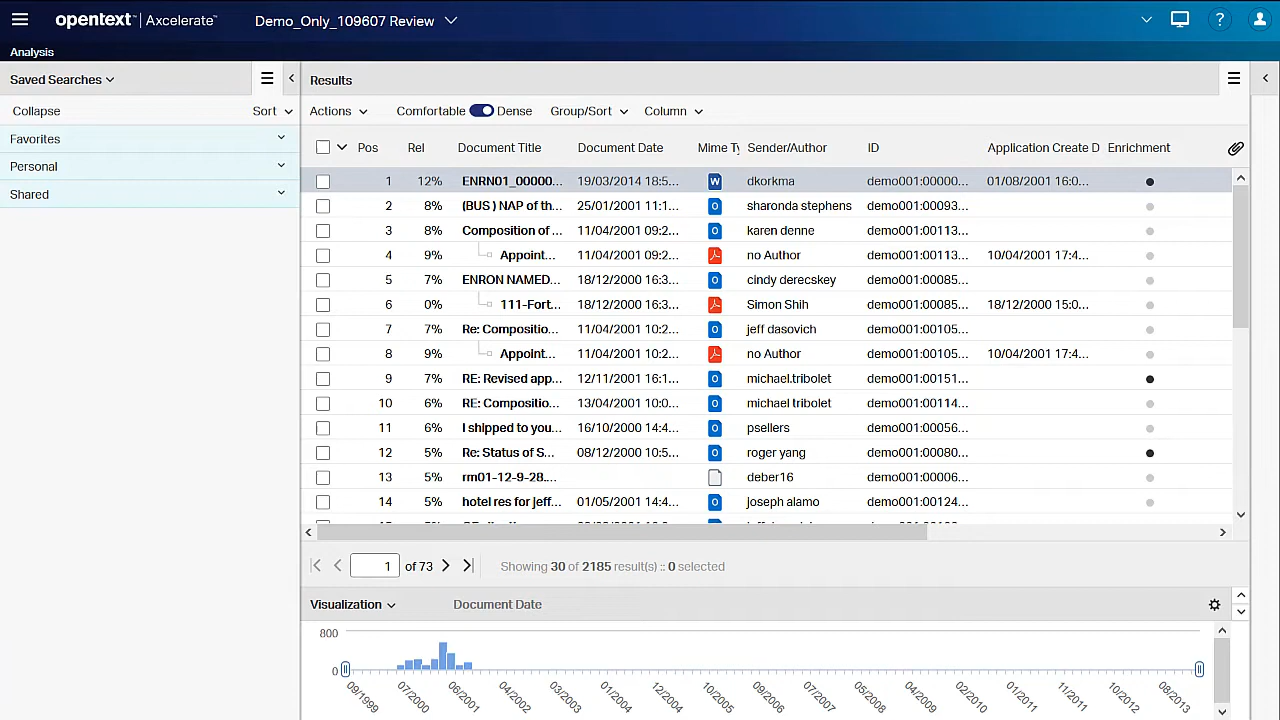 opentext™ | Axcelerate™ Demo_Only_109607 Review ?
Analysis
Saved Searches
Collapse Sort
Favorites
Personal
Shared
Results
Actions Comfortable Dense Group/Sort Column
Pos Rel Document Title Document Date Mime Ty Sender/Author ID Application Create D Enrichment
1 12% ENRN01_00000... 19/03/2014 18:5... W dkorkma demo001:00000... 01/08/2001 16:0...
2 8% (BUS ) NAP of th... 25/01/2001 11:1... O sharonda stephens demo001:00093...
3 8% Composition of ... 11/04/2001 09:2... O karen denne demo001:00113...
4 9% Appoint... 11/04/2001 09:2... no Author demo001:00113... 10/04/2001 17:4...
5 7% ENRON NAMED... 18/12/2000 16:3... O cindy derecskey demo001:00085...
6 0% 111-Fort... 18/12/2000 16:3... Simon Shih demo001:00085... 18/12/2000 15:0...
7 7% Re: Compositio... 11/04/2001 10:2... O jeff dasovich demo001:00105...
8 9% Appoint... 11/04/2001 10:2... no Author demo001:00105... 10/04/2001 17:4...
9 7% RE: Revised app... 12/11/2001 16:1... O michael.tribolet demo001:00151...
10 6% RE: Compositio... 13/04/2001 10:0... O michael tribolet demo001:00114...
11 6% I shipped to you... 16/10/2000 14:4... O psellers demo001:00056...
12 5% Re: Status of S... 08/12/2000 10:5... O roger yang demo001:00080...
13 5% rm01-12-9-28.... deber16 demo001:00006...
14 5% hotel res for jeff... 01/05/2001 14:4... O joseph alamo demo001:00124...
1 of 73 Showing 30 of 2185 result(s) :: 0 selected
Visualization Document Date
800
0
09/1999 07/2000 06/2001 04/2002 03/2003 01/2004 12/2004 10/2005 09/2006 07/2007 05/2008 04/2009 02/2010 01/2011 11/2011 10/2012 08/2013